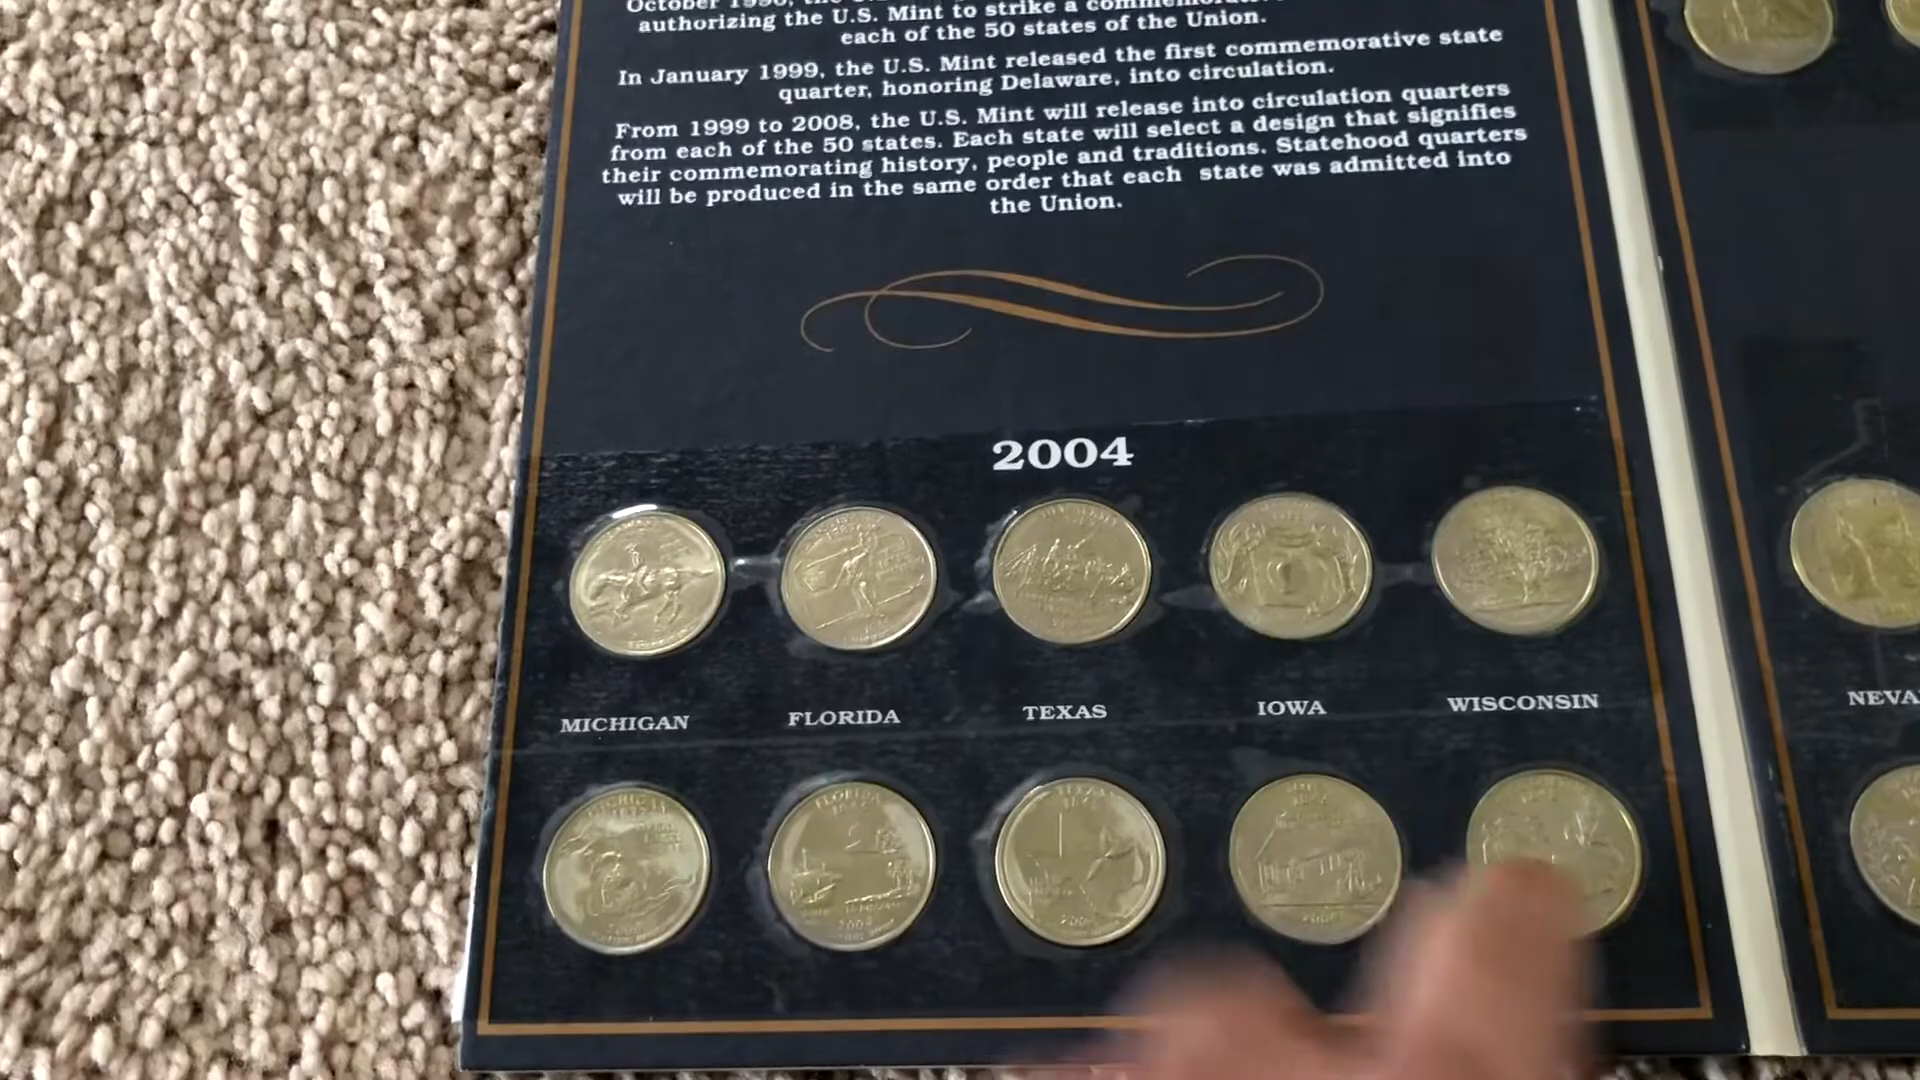 October
authorizing the U.S. Mint to strike a
each of the 50 states of the Union.
In January 1999, the U.S. Mint released the first commemorative state
quarter, honoring Delaware, into circulation.
From 1999 to 2008, the U.S. Mint will release into circulation quarters
from each of the 50 states. Each state will select a design that signifies
their commemorating history, people and traditions. Statehood quarters
will be produced in the same order that each state was admitted into
the Union.
2004
MICHIGAN FLORIDA TEXAS IOWA WISCONSIN
NEVA
FLORIDA
TEXAS